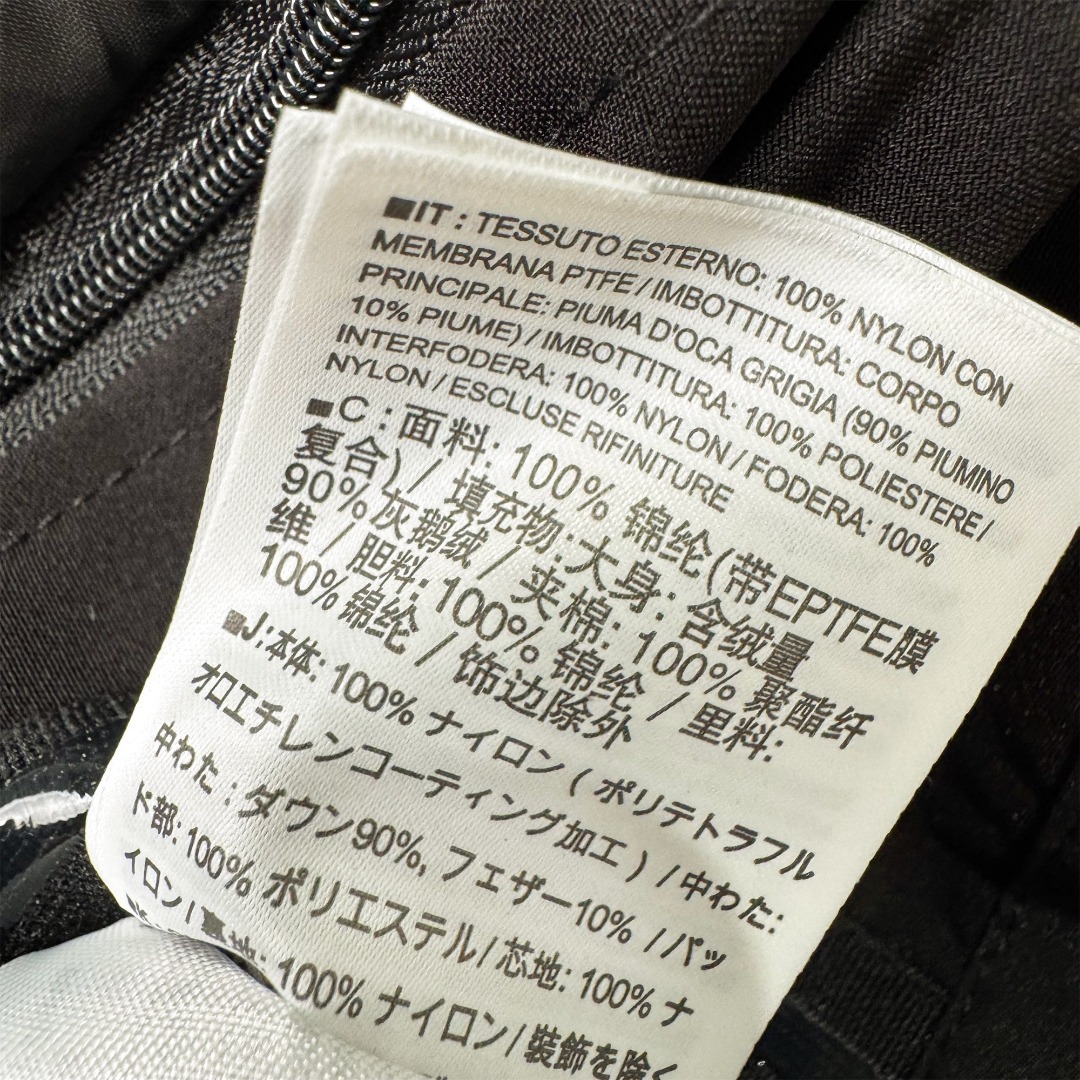 ■IT : TESSUTO ESTERNO: 100% NYLON CON
MEMBRANA PTFE / IMBOTTITURA: CORPO
PRINCIPALE: PIUMA D'OCA GRIGIA (90% PIUMINO
10% PIUME) / IMBOTTITURA: 100% POLIESTERE /
INTERFODERA: 100% NYLON / FODERA: 100%
NYLON / ESCLUSE RIFINITURE
■C : 面料: 100% 锦纶(带EPTFE膜
复合) / 填充物:大身: 含绒量
90%灰鹅绒 / 夹棉: 100% 聚酯纤
维 / 胆料: 100% 锦纶 / 里料:
100% 锦纶 / 饰边除外
■J:本体: 100% ナイロン ( ポリテトラフル
オロエチレンコーティング加工 ) / 中わた:
中わた : ダウン90%, フェザー10% / パッ
ド部: 100% ポリエステル/ 芯地: 100% ナ
イロン/ 100% ナイロン/ 装飾を除く